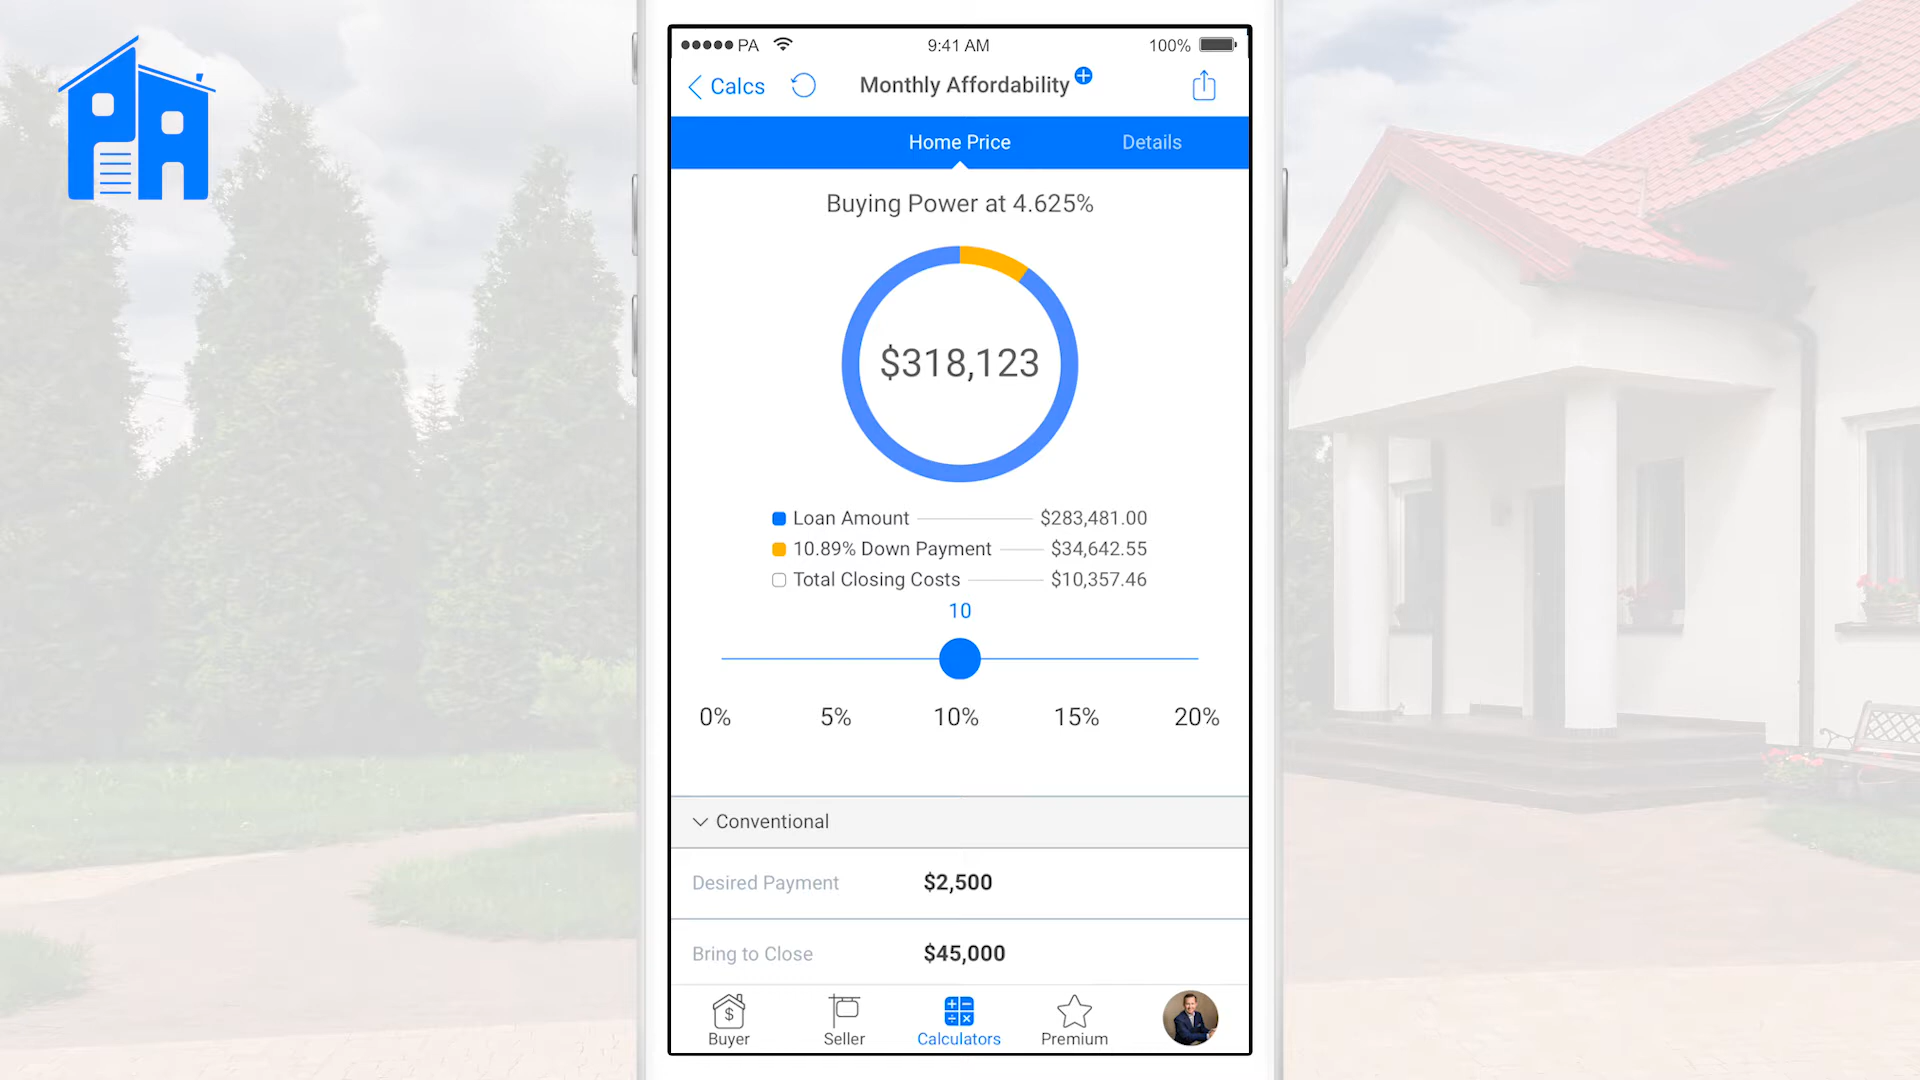 PA
PA 9:41 AM 100%
Calcs Monthly Affordability
Home Price Details
Buying Power at 4.625%
$318,123
Loan Amount $283,481.00
10.89% Down Payment $34,642.55
Total Closing Costs $10,357.46
10
0% 5% 10% 15% 20%
Conventional
Desired Payment $2,500
Bring to Close $45,000
Buyer Seller Calculators Premium